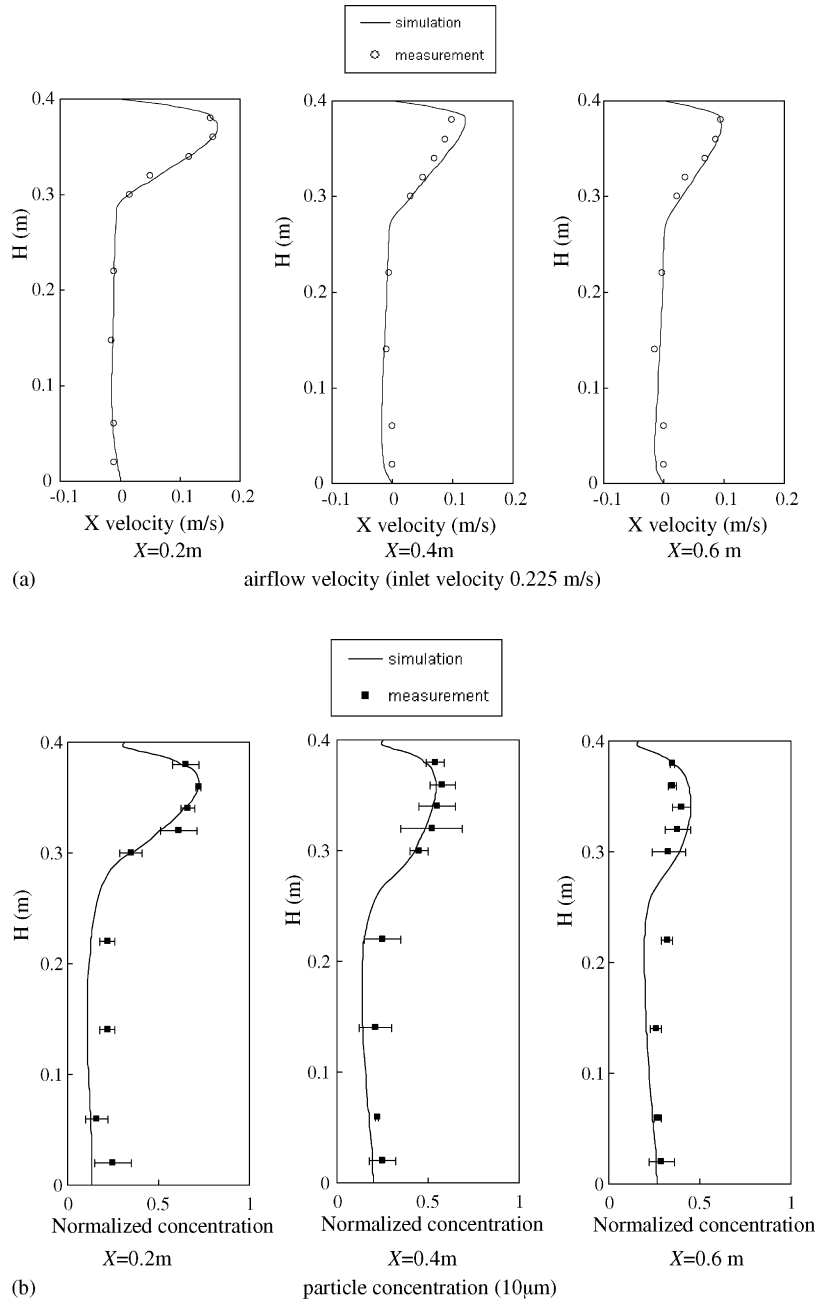 simulation
measurement
0.4
0.3
0.2
0.1
0
H (m)
-0.1 0 0.1 0.2
X velocity (m/s)
X=0.2m
0.4
0.3
0.2
0.1
0
H (m)
-0.1 0 0.1 0.2
X velocity (m/s)
X=0.4m
0.4
0.3
0.2
0.1
0
H (m)
-0.1 0 0.1 0.2
X velocity (m/s)
X=0.6 m
(a) airflow velocity (inlet velocity 0.225 m/s)
simulation
measurement
0.4
0.3
0.2
0.1
0
H (m)
0 0.5 1
Normalized concentration
X=0.2m
0.4
0.3
0.2
0.1
0
H (m)
0 0.5 1
Normalized concentration
X=0.4m
0.4
0.3
0.2
0.1
0
H (m)
0 0.5 1
Normalized concentration
X=0.6 m
(b) particle concentration (10μm)